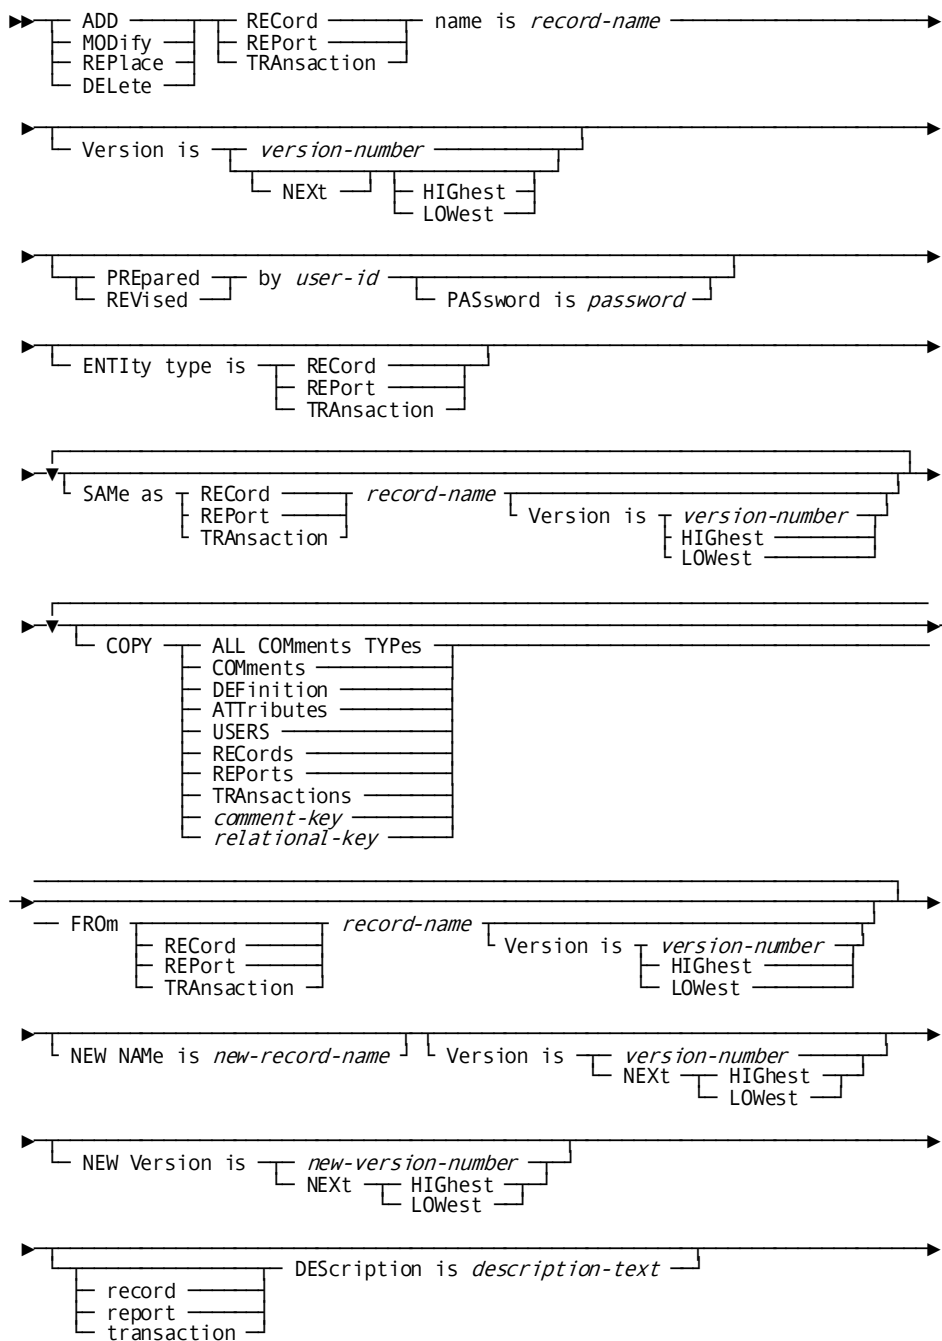 ADD RECord name is record-name
MODify REPort
REPlace TRAnsaction
DELete
Version is version-number
NEXt HIGhest
LOWest
PREpared by user-id
REVised PASsword is password
ENTIty type is RECord
REPort
TRAnsaction
SAMe as RECord record-name
REPort Version is version-number
TRAnsaction HIGhest
LOWest
COPY ALL COMments TYPes
COMments
DEFinition
ATTributes
USERS
RECords
REPorts
TRAnsactions
comment-key
relational-key
FROm record-name
RECord Version is version-number
REPort HIGhest
TRAnsaction LOWest
NEW NAMe is new-record-name Version is version-number
NEXt HIGhest
LOWest
NEW Version is new-version-number
NEXt HIGhest
LOWest
DEScription is description-text
record
report
transaction